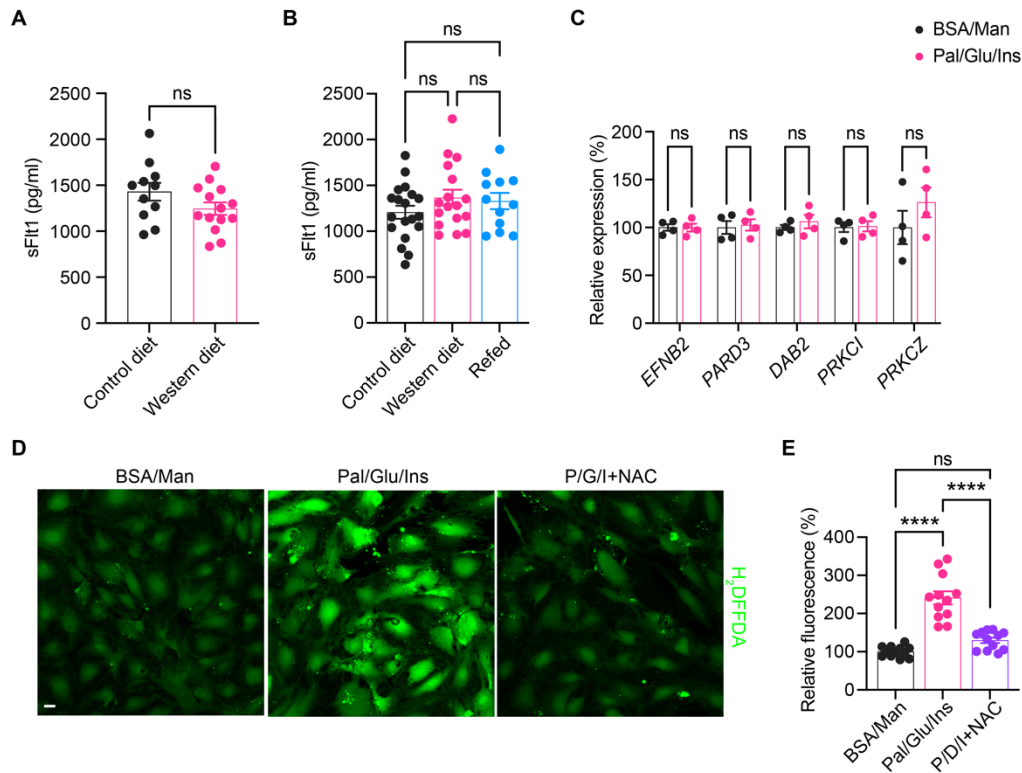 A
ns
2500
2000
1500
1000
500
0
sFlt1 (pg/ml)
Control diet
Western diet
B
ns
ns
ns
2500
2000
1500
1000
500
0
sFlt1 (pg/ml)
Control diet
Western diet
Refed
C
BSA/Man
Pal/Glu/Ins
ns
ns
ns
ns
ns
200
150
100
50
0
Relative expression (%)
EFNB2
PARD3
DAB2
PRKCI
PRKCZ
D
BSA/Man
Pal/Glu/Ins
P/G/I+NAC
H₂DFFDA
E
ns
****
****
400
300
200
100
0
Relative fluorescence (%)
BSA/Man
Pal/Glu/Ins
P/D/I+NAC